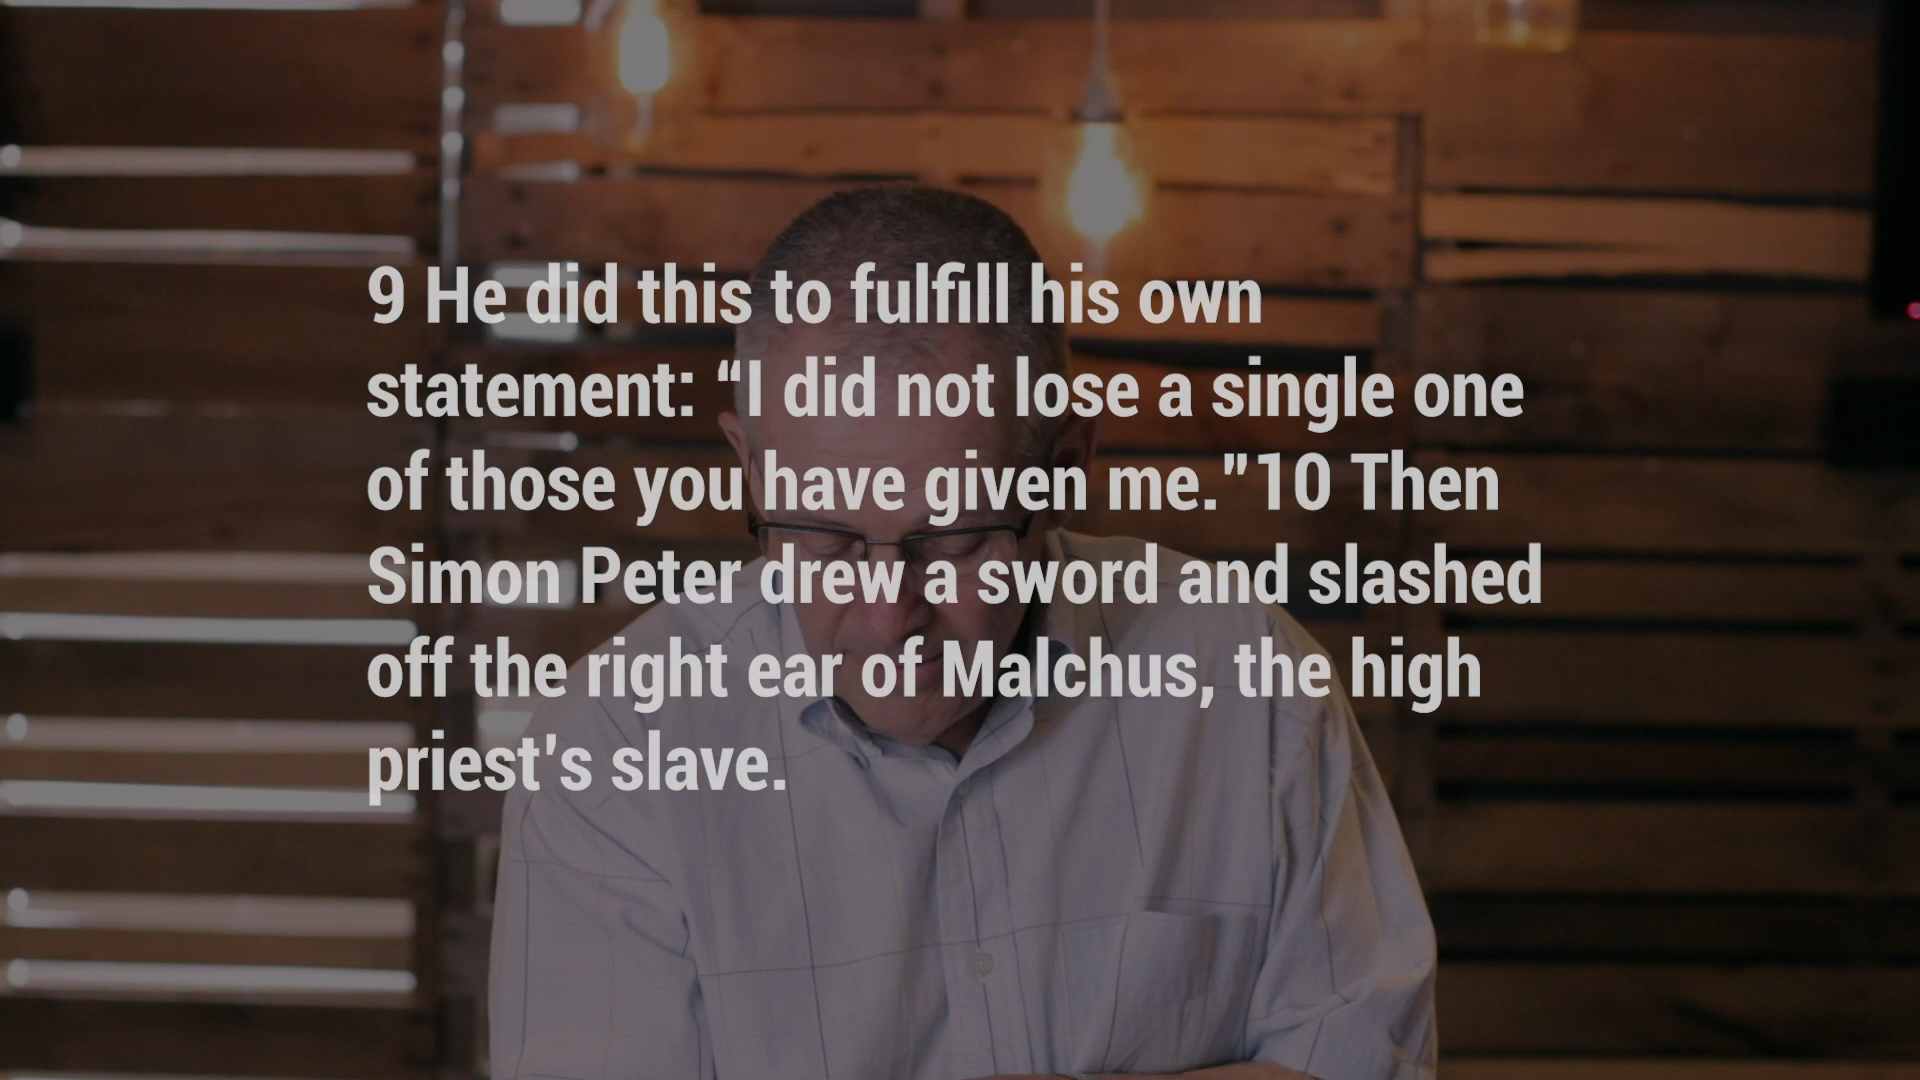 9 He did this to fulfill his own
statement: “I did not lose a single one
of those you have given me."10 Then
Simon Peter drew a sword and slashed
off the right ear of Malchus, the high
priest's slave.